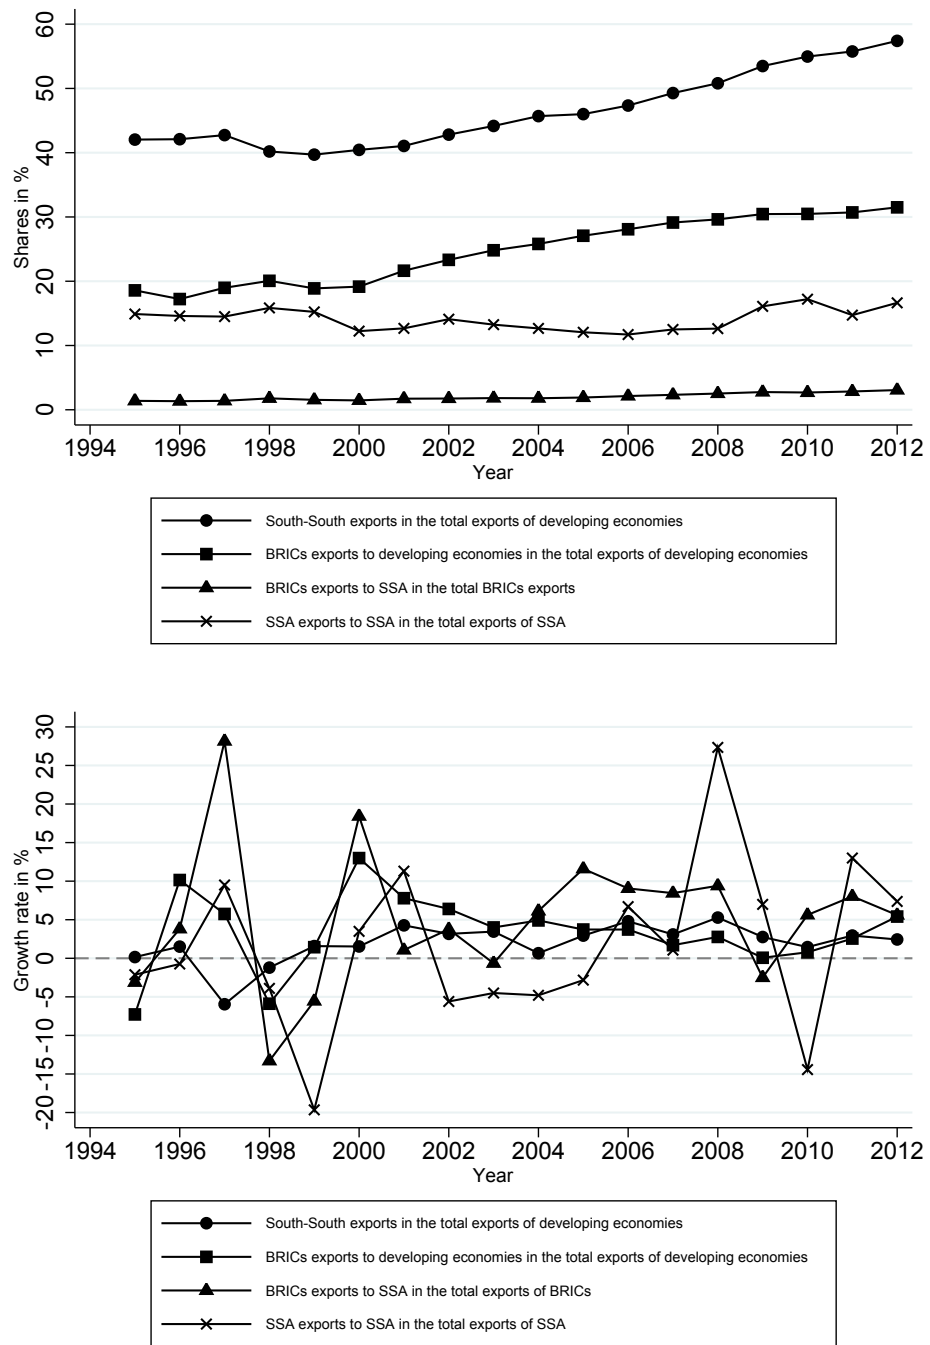 60
50
40
30
20
10
0
Shares in %
1994 1996 1998 2000 2002 2004 2006 2008 2010 2012
Year
South-South exports in the total exports of developing economies
BRICs exports to developing economies in the total exports of developing economies
BRICs exports to SSA in the total BRICs exports
SSA exports to SSA in the total exports of SSA
30
25
20
15
10
5
0
-5
-10
-15
-20
Growth rate in %
1994 1996 1998 2000 2002 2004 2006 2008 2010 2012
Year
South-South exports in the total exports of developing economies
BRICs exports to developing economies in the total exports of developing economies
BRICs exports to SSA in the total exports of BRICs
SSA exports to SSA in the total exports of SSA